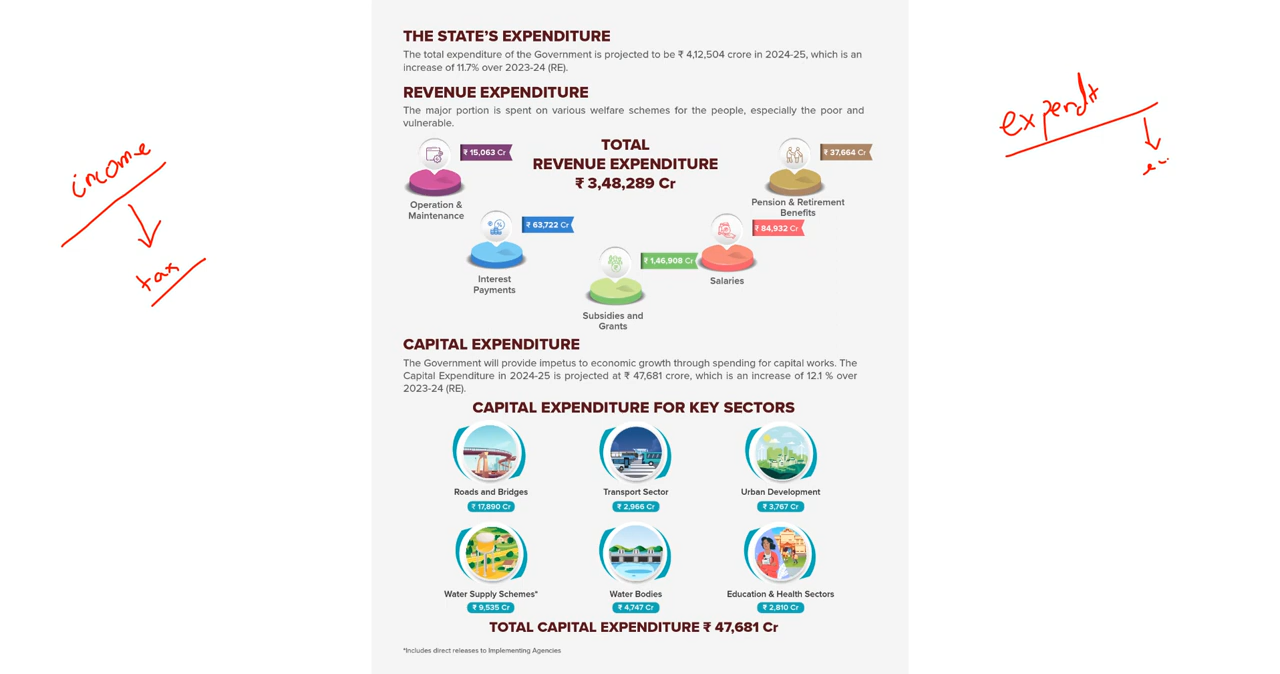 THE STATE'S EXPENDITURE
The total expenditure of the Government is projected to be ₹ 4,12,504 crore in 2024-25, which is an
increase of 11.7% over 2023-24 (RE).
REVENUE EXPENDITURE
The major portion is spent on various welfare schemes for the people, especially the poor and
vulnerable.
TOTAL
REVENUE EXPENDITURE
₹ 3,48,289 Cr
₹ 15,063 Cr
Operation &
Maintenance
₹ 37,664 Cr
Pension & Retirement
Benefits
₹ 63,722 Cr
Interest
Payments
₹ 84,932 Cr
Salaries
₹ 1,46,908 Cr
Subsidies and
Grants
CAPITAL EXPENDITURE
The Government will provide impetus to economic growth through spending for capital works. The
Capital Expenditure in 2024-25 is projected at ₹ 47,681 crore, which is an increase of 12.1 % over
2023-24 (RE).
CAPITAL EXPENDITURE FOR KEY SECTORS
Roads and Bridges
₹ 17,890 Cr
Transport Sector
₹ 2,966 Cr
Urban Development
₹ 3,767 Cr
Water Supply Schemes*
₹ 9,535 Cr
Water Bodies
₹ 4,747 Cr
Education & Health Sectors
₹ 2,810 Cr
TOTAL CAPITAL EXPENDITURE ₹ 47,681 Cr
*Includes direct releases to Implementing Agencies
income
tax
expendit